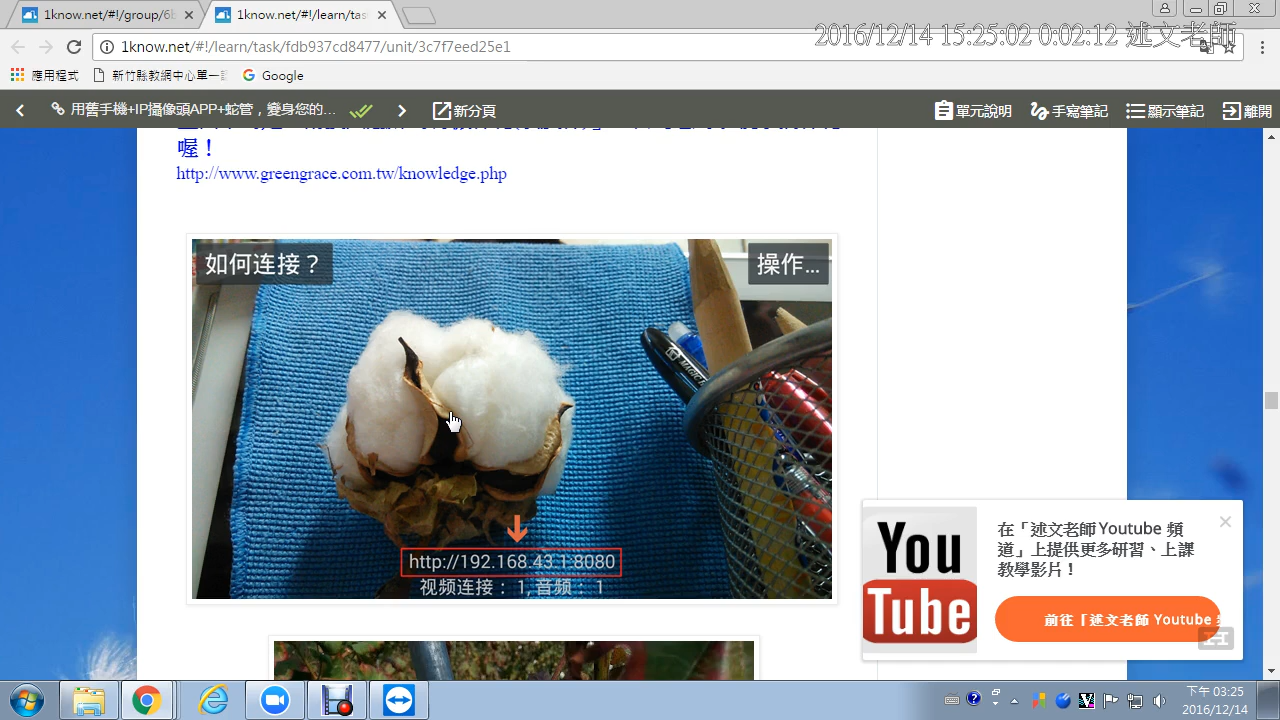 1know.net/#!/group/6
1know.net/#!/learn/tas
2016/12/14 15:25:02 0:02:12 述文老師
1know.net/#!/learn/task/fdb937cd8477/unit/3c7f7eed25e1
應用程式 新竹縣教網中心單一 Google
用舊手機+IP攝像頭APP+蛇管，變身您的... 新分頁 單元說明 手寫筆記 顯示筆記 離開
喔！
http://www.greengrace.com.tw/knowledge.php
如何连接？ 操作...
http://192.168.43.1:8080
视频连接： 1, 音频： 1
You
Tube
在「述文老師 Youtube 頻
道」上提供更多研習、上課
教學影片！
前往「述文老師 Youtube
下午 03:25
2016/12/14